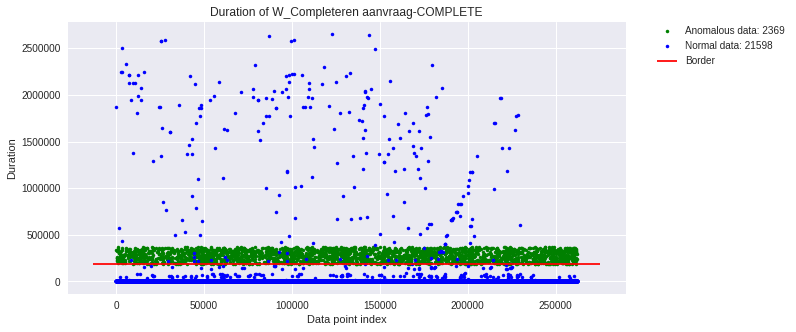 Duration of W_Completeren aanvraag-COMPLETE
Anomalous data: 2369
Normal data: 21598
Border
Duration
2500000
2000000
1500000
1000000
500000
0
0 50000 100000 150000 200000 250000
Data point index